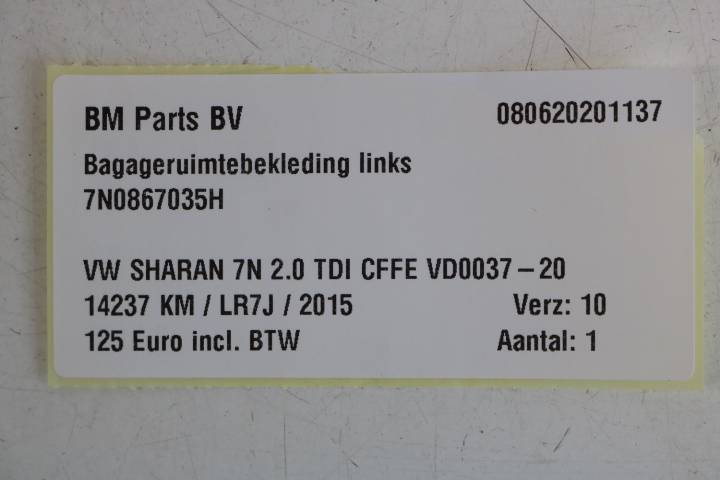 BM Parts BV 080620201137
Bagageruimtebekleding links
7N0867035H
VW SHARAN 7N 2.0 TDI CFFE VD0037 – 20
14237 KM / LR7J / 2015 Verz: 10
125 Euro incl. BTW Aantal: 1